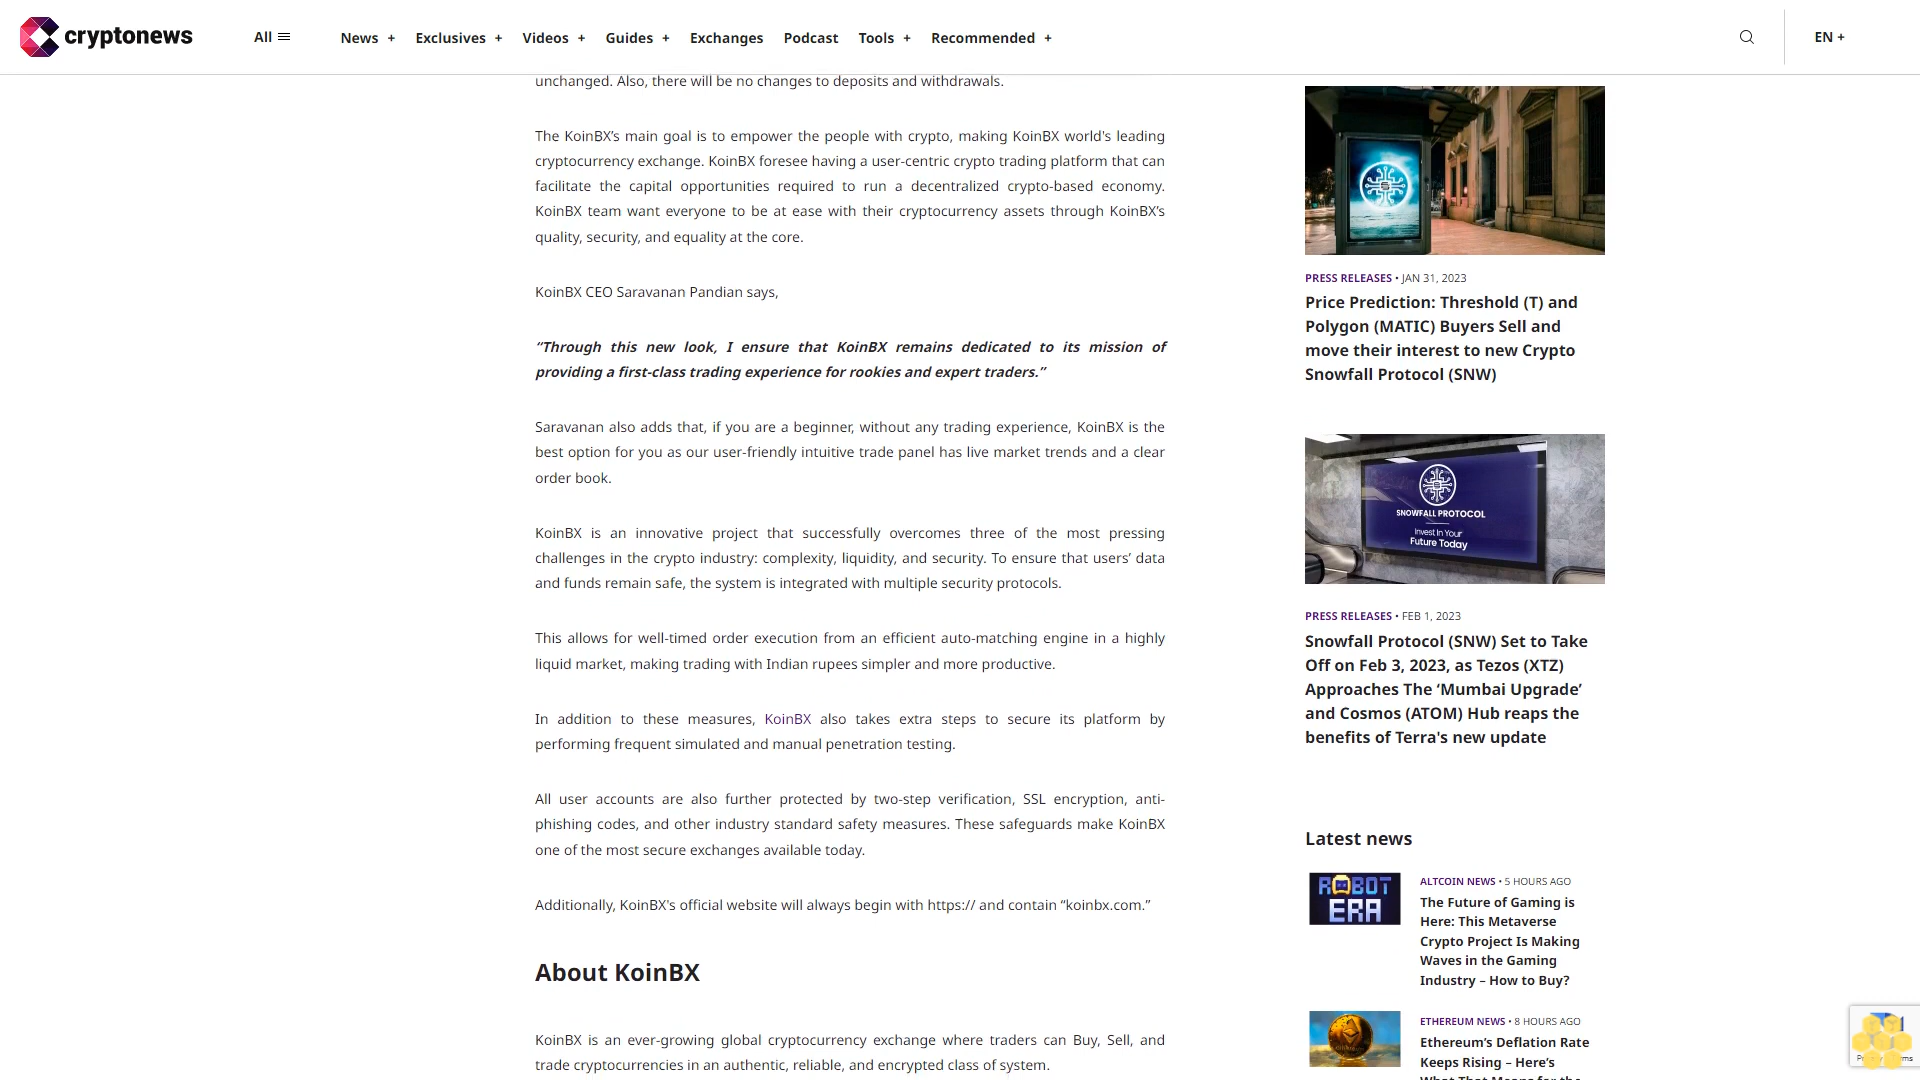 cryptonews
All
News +
Exclusives +
Videos +
Guides +
Exchanges
Podcast
Tools +
Recommended +
EN +
unchanged. Also, there will be no changes to deposits and withdrawals.
The KoinBX’s main goal is to empower the people with crypto, making KoinBX world's leading
cryptocurrency exchange. KoinBX foresee having a user-centric crypto trading platform that can
facilitate the capital opportunities required to run a decentralized crypto-based economy.
KoinBX team want everyone to be at ease with their cryptocurrency assets through KoinBX’s
quality, security, and equality at the core.
KoinBX CEO Saravanan Pandian says,
“Through this new look, I ensure that KoinBX remains dedicated to its mission of
providing a first-class trading experience for rookies and expert traders.”
Saravanan also adds that, if you are a beginner, without any trading experience, KoinBX is the
best option for you as our user-friendly intuitive trade panel has live market trends and a clear
order book.
KoinBX is an innovative project that successfully overcomes three of the most pressing
challenges in the crypto industry: complexity, liquidity, and security. To ensure that users’ data
and funds remain safe, the system is integrated with multiple security protocols.
This allows for well-timed order execution from an efficient auto-matching engine in a highly
liquid market, making trading with Indian rupees simpler and more productive.
In addition to these measures, KoinBX also takes extra steps to secure its platform by
performing frequent simulated and manual penetration testing.
All user accounts are also further protected by two-step verification, SSL encryption, anti-
phishing codes, and other industry standard safety measures. These safeguards make KoinBX
one of the most secure exchanges available today.
Additionally, KoinBX's official website will always begin with https:// and contain “koinbx.com.”
About KoinBX
KoinBX is an ever-growing global cryptocurrency exchange where traders can Buy, Sell, and
trade cryptocurrencies in an authentic, reliable, and encrypted class of system.
PRESS RELEASES • JAN 31, 2023
Price Prediction: Threshold (T) and
Polygon (MATIC) Buyers Sell and
move their interest to new Crypto
Snowfall Protocol (SNW)
SNOWFALL PROTOCOL
Invest In Your
Future Today
PRESS RELEASES • FEB 1, 2023
Snowfall Protocol (SNW) Set to Take
Off on Feb 3, 2023, as Tezos (XTZ)
Approaches The ‘Mumbai Upgrade’
and Cosmos (ATOM) Hub reaps the
benefits of Terra's new update
Latest news
ROBOT
ERA
ALTCOIN NEWS • 5 HOURS AGO
The Future of Gaming is
Here: This Metaverse
Crypto Project Is Making
Waves in the Gaming
Industry – How to Buy?
ETHEREUM NEWS • 8 HOURS AGO
Ethereum’s Deflation Rate
Keeps Rising – Here’s
What That Means for the